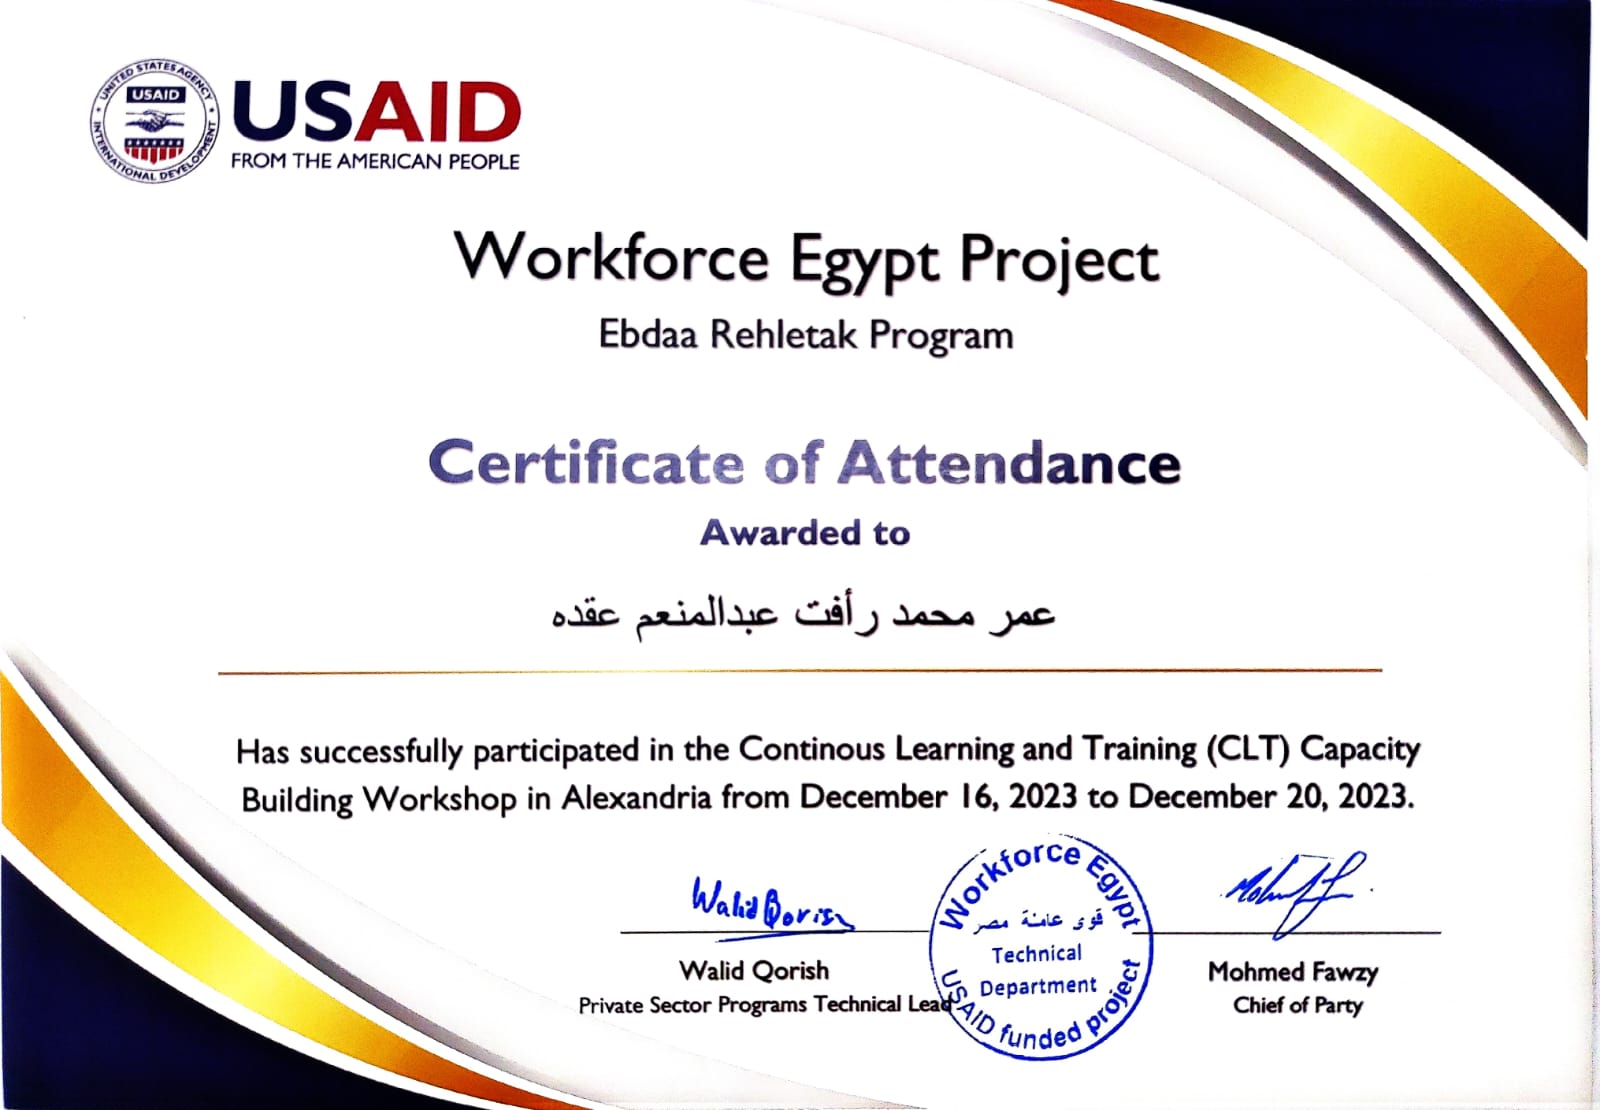 UNITED STATES AGENCY
USAID
INTERNATIONAL DEVELOPMENT
USAID
FROM THE AMERICAN PEOPLE
Workforce Egypt Project
Ebdaa Rehletak Program
Certificate of Attendance
Awarded to
عمر محمد رأفت عبدالمنعم عقده
Has successfully participated in the Continous Learning and Training (CLT) Capacity
Building Workshop in Alexandria from December 16, 2023 to December 20, 2023.
Walid Qorish
Walid Qorish
Private Sector Programs Technical Lead
Workforce Egypt
قوى عاملة مصر
Technical
Department
USAID funded project
Mohmed Fawzy
Chief of Party